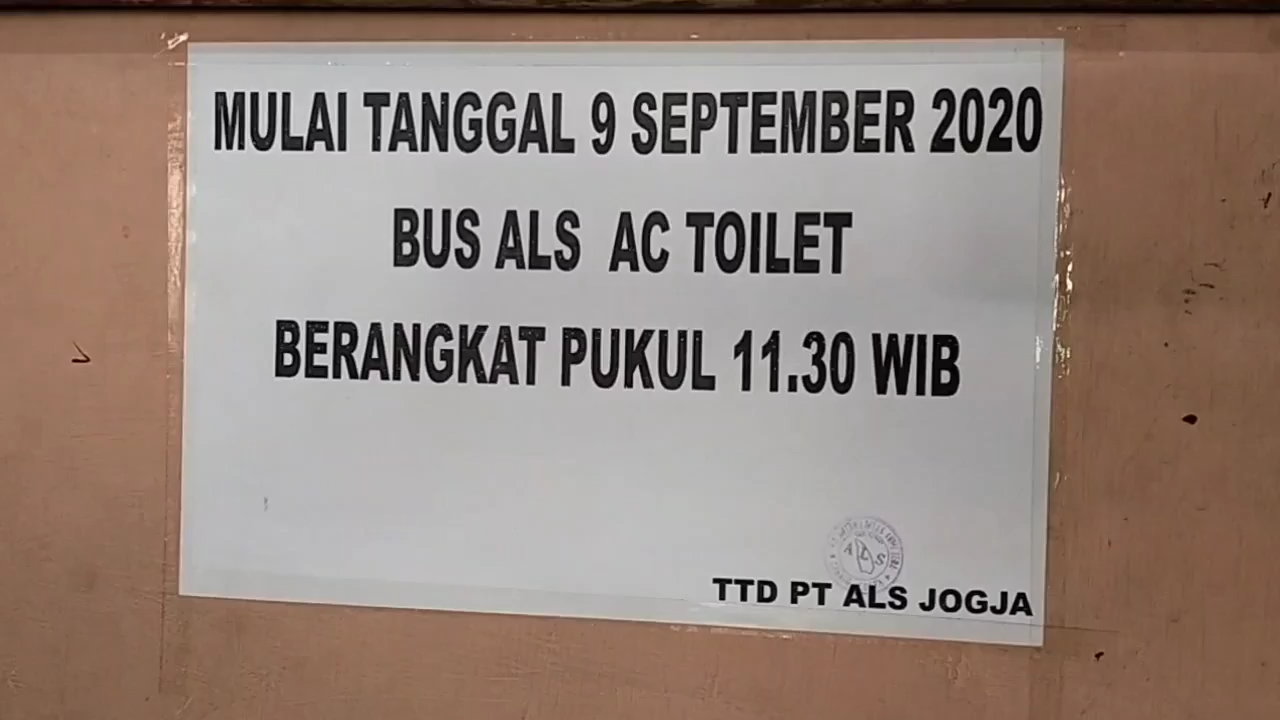 MULAI TANGGAL 9 SEPTEMBER 2020
BUS ALS AC TOILET
BERANGKAT PUKUL 11.30 WIB
A L S
TTD PT ALS JOGJA